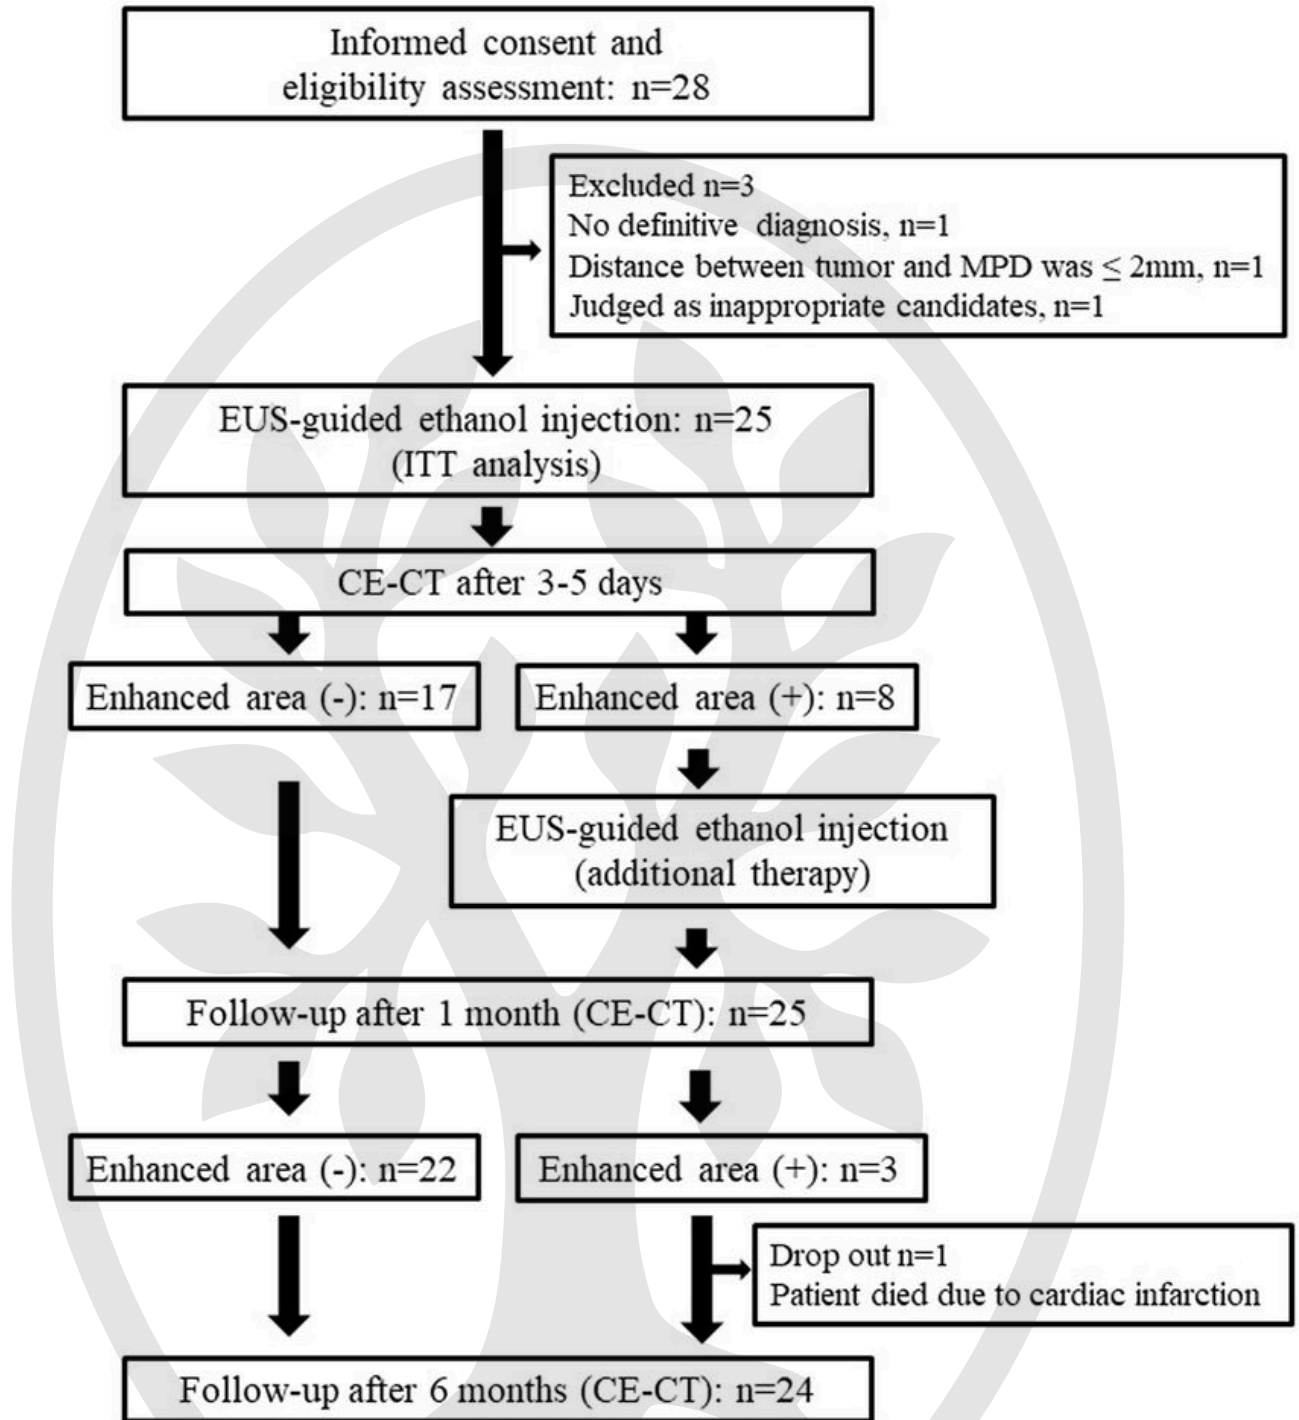 Informed consent and
eligibility assessment: n=28
Excluded n=3
No definitive diagnosis, n=1
Distance between tumor and MPD was ≤ 2mm, n=1
Judged as inappropriate candidates, n=1
EUS-guided ethanol injection: n=25
(ITT analysis)
CE-CT after 3-5 days
Enhanced area (-): n=17
Enhanced area (+): n=8
EUS-guided ethanol injection
(additional therapy)
Follow-up after 1 month (CE-CT): n=25
Enhanced area (-): n=22
Enhanced area (+): n=3
Drop out n=1
Patient died due to cardiac infarction
Follow-up after 6 months (CE-CT): n=24